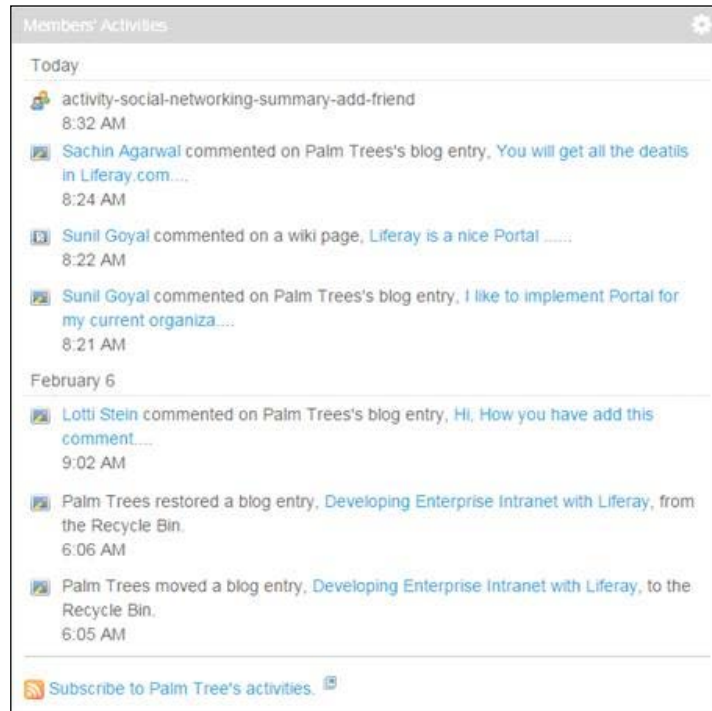 Members' Activities
Today
activity-social-networking-summary-add-friend
8:32 AM
Sachin Agarwal commented on Palm Trees's blog entry, You will get all the deatils
in Liferay.com....
8:24 AM
Sunil Goyal commented on a wiki page, Liferay is a nice Portal ......
8:22 AM
Sunil Goyal commented on Palm Trees's blog entry, I like to implement Portal for
my current organiza....
8:21 AM
February 6
Lotti Stein commented on Palm Trees's blog entry, Hi, How you have add this
comment....
9:02 AM
Palm Trees restored a blog entry, Developing Enterprise Intranet with Liferay, from
the Recycle Bin.
6:06 AM
Palm Trees moved a blog entry, Developing Enterprise Intranet with Liferay, to the
Recycle Bin.
6:05 AM
Subscribe to Palm Tree's activities.